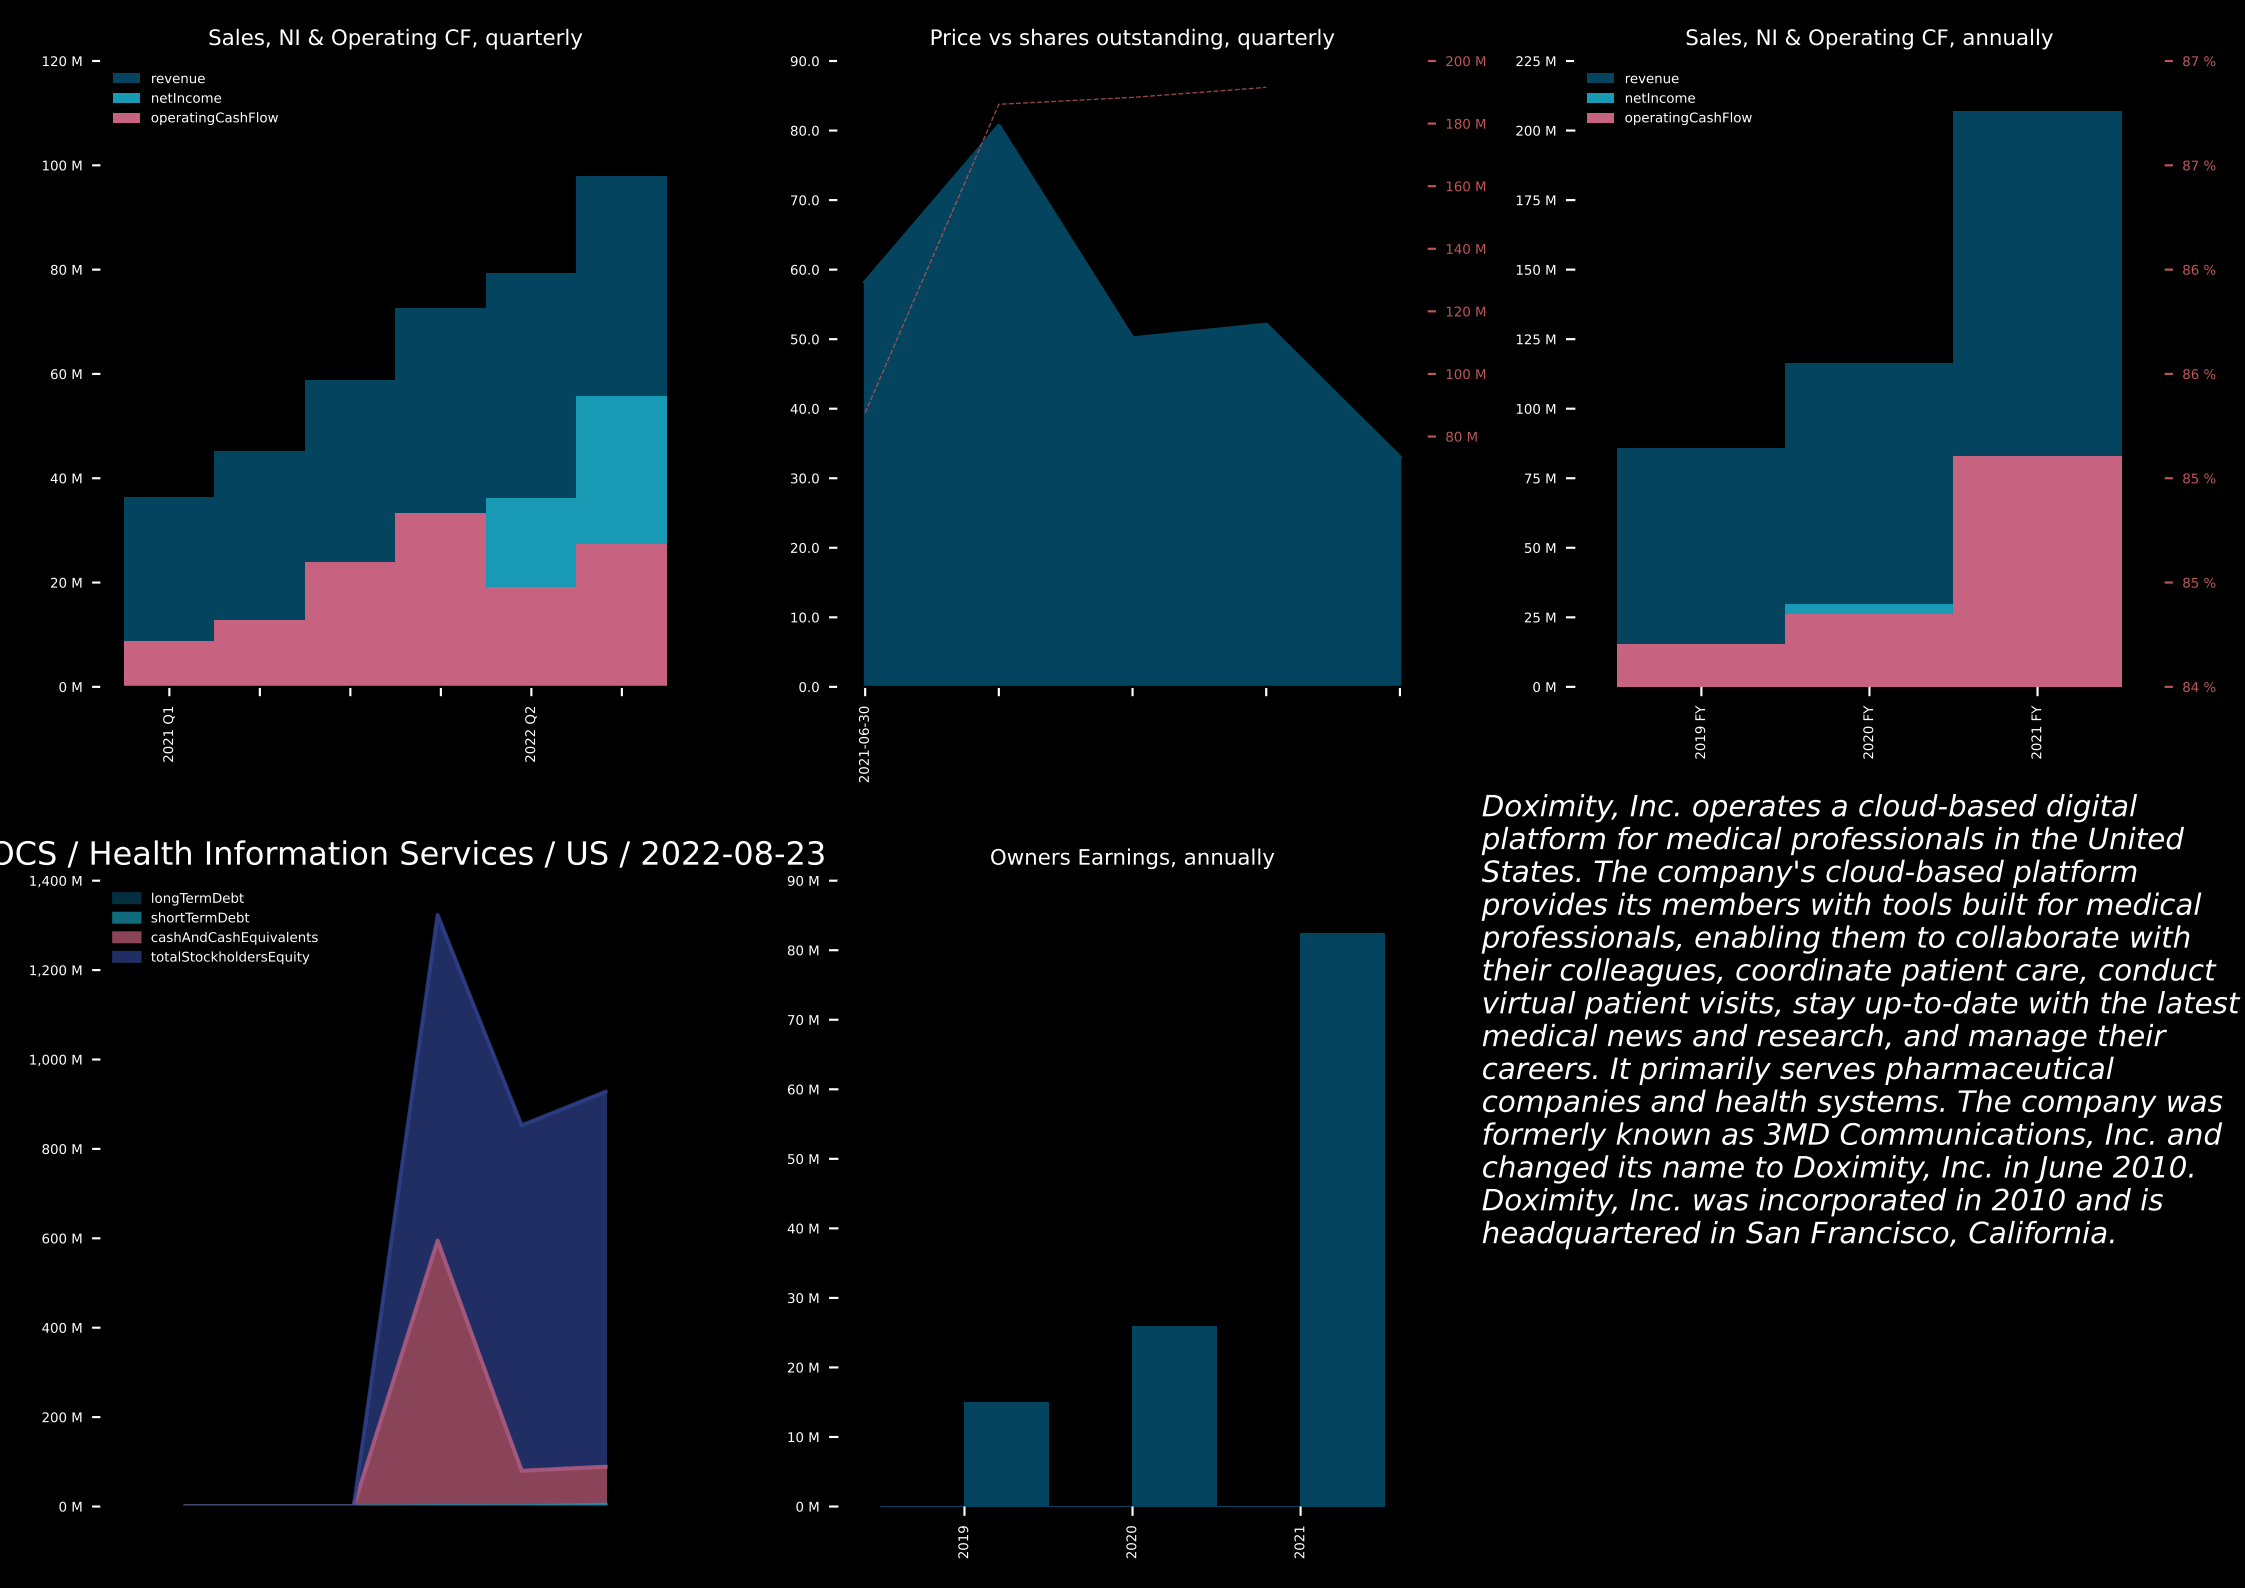 Sales, NI & Operating CF, quarterly
120 M
100 M
80 M
60 M
40 M
20 M
0 M
revenue
netIncome
operatingCashFlow
2021 Q1
2022 Q2
Price vs shares outstanding, quarterly
90.0
80.0
70.0
60.0
50.0
40.0
30.0
20.0
10.0
0.0
200 M
180 M
160 M
140 M
120 M
100 M
80 M
2021-06-30
Sales, NI & Operating CF, annually
225 M
200 M
175 M
150 M
125 M
100 M
75 M
50 M
25 M
0 M
revenue
netIncome
operatingCashFlow
87 %
87 %
86 %
86 %
85 %
85 %
84 %
2019 FY
2020 FY
2021 FY
OCS / Health Information Services / US / 2022-08-23
1,400 M
1,200 M
1,000 M
800 M
600 M
400 M
200 M
0 M
longTermDebt
shortTermDebt
cashAndCashEquivalents
totalStockholdersEquity
Owners Earnings, annually
90 M
80 M
70 M
60 M
50 M
40 M
30 M
20 M
10 M
0 M
2019
2020
2021
Doximity, Inc. operates a cloud-based digital
platform for medical professionals in the United
States. The company's cloud-based platform
provides its members with tools built for medical
professionals, enabling them to collaborate with
their colleagues, coordinate patient care, conduct
virtual patient visits, stay up-to-date with the latest
medical news and research, and manage their
careers. It primarily serves pharmaceutical
companies and health systems. The company was
formerly known as 3MD Communications, Inc. and
changed its name to Doximity, Inc. in June 2010.
Doximity, Inc. was incorporated in 2010 and is
headquartered in San Francisco, California.